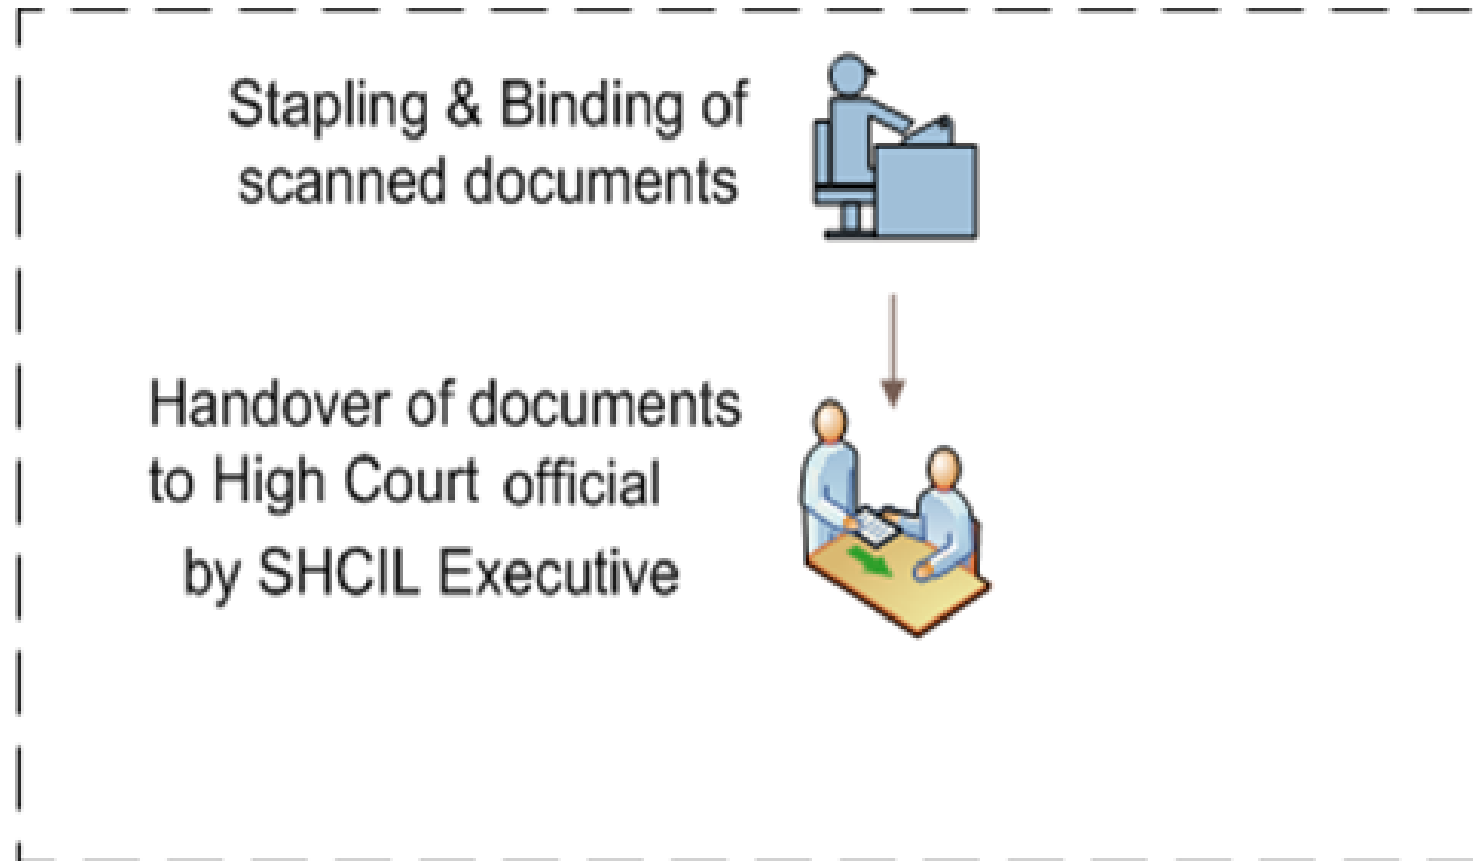 Stapling & Binding of
scanned documents
Handover of documents
to High Court official
by SHCIL Executive